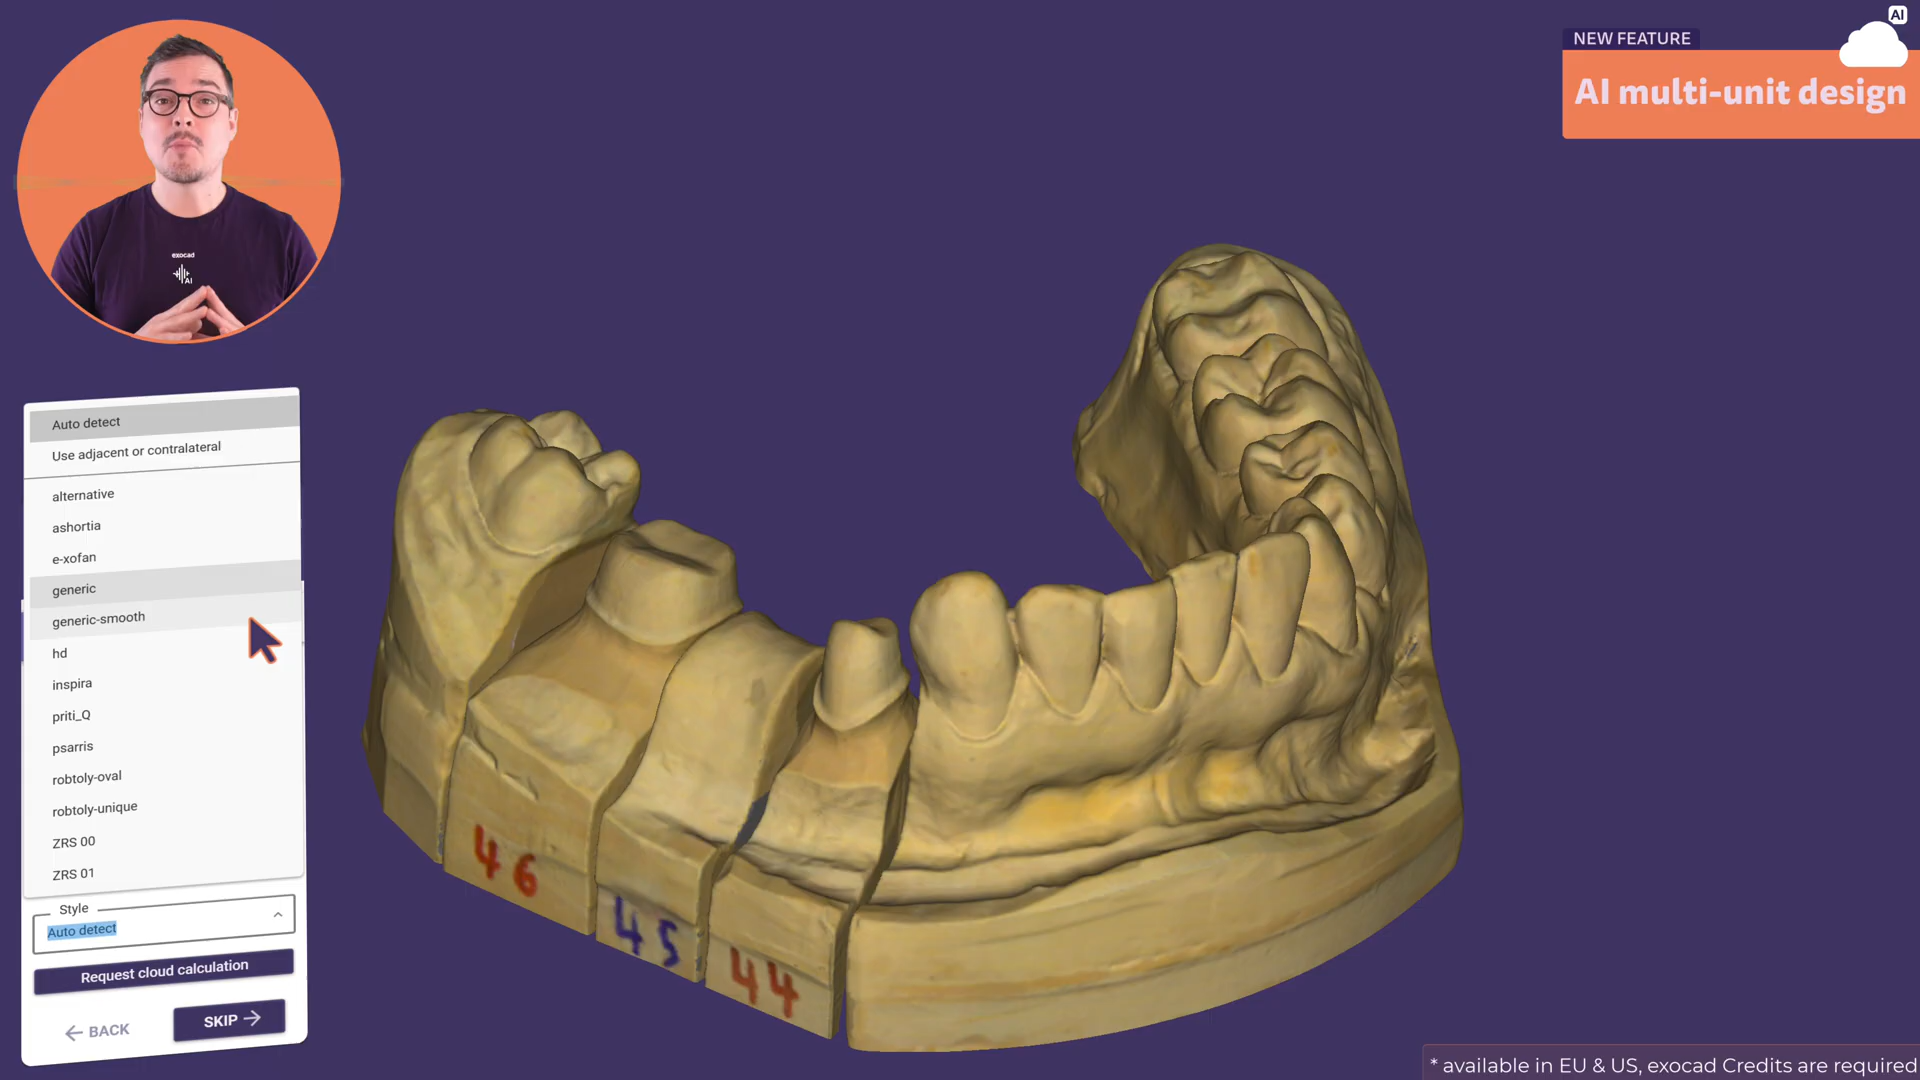 NEW FEATURE
AI
AI multi-unit design
exocad
AI
Auto detect
Use adjacent or contralateral
alternative
ashortia
e-xofan
generic
generic-smooth
hd
inspira
priti_Q
psarris
robtoly-oval
robtoly-unique
ZRS 00
ZRS 01
Style
Auto detect
Request cloud calculation
BACK
SKIP
46
45
44
* available in EU & US, exocad Credits are required